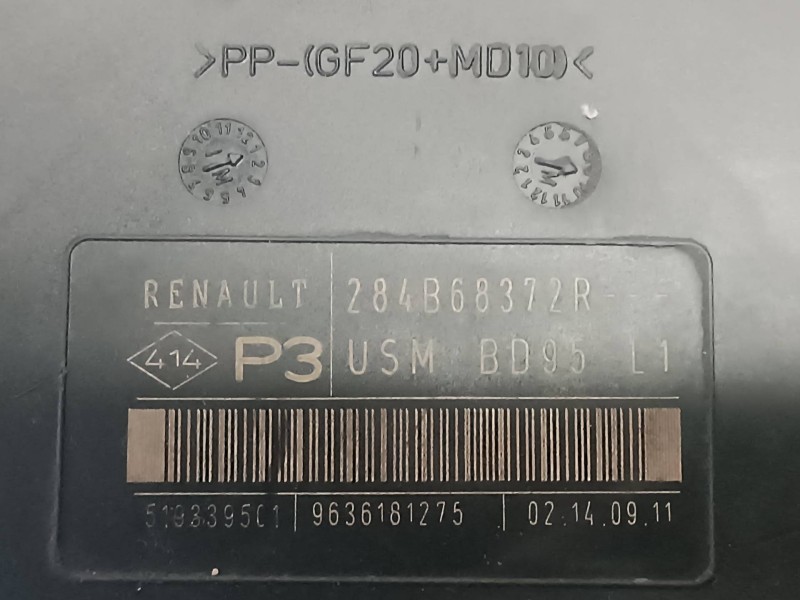 >PP-(GF20+MD10)<
RENAULT 284B68372R---
414 P3 USM BD95 L1
519339501 9636181275 02.14.09.11